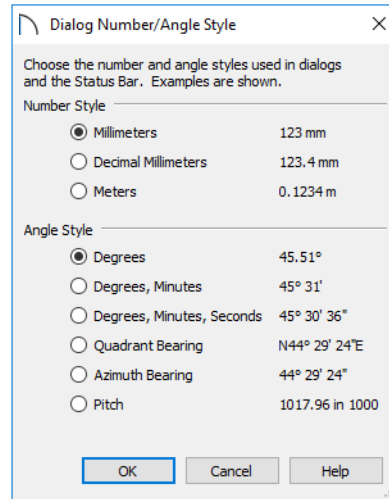 Dialog Number/Angle Style
Choose the number and angle styles used in dialogs
and the Status Bar. Examples are shown.
Number Style
Millimeters 123 mm
Decimal Millimeters 123.4 mm
Meters 0.1234 m
Angle Style
Degrees 45.51°
Degrees, Minutes 45° 31'
Degrees, Minutes, Seconds 45° 30' 36"
Quadrant Bearing N44° 29' 24"E
Azimuth Bearing 44° 29' 24"
Pitch 1017.96 in 1000
OK Cancel Help